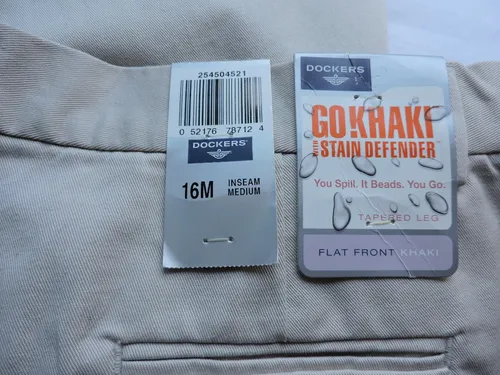 254504521
0 52176 78712 4
DOCKERS
16M
INSEAM
MEDIUM
DOCKERS
GO KHAKI
WITH STAIN DEFENDER
You Spill. It Beads. You Go.
TAPERED LEG
FLAT FRONT KHAKI